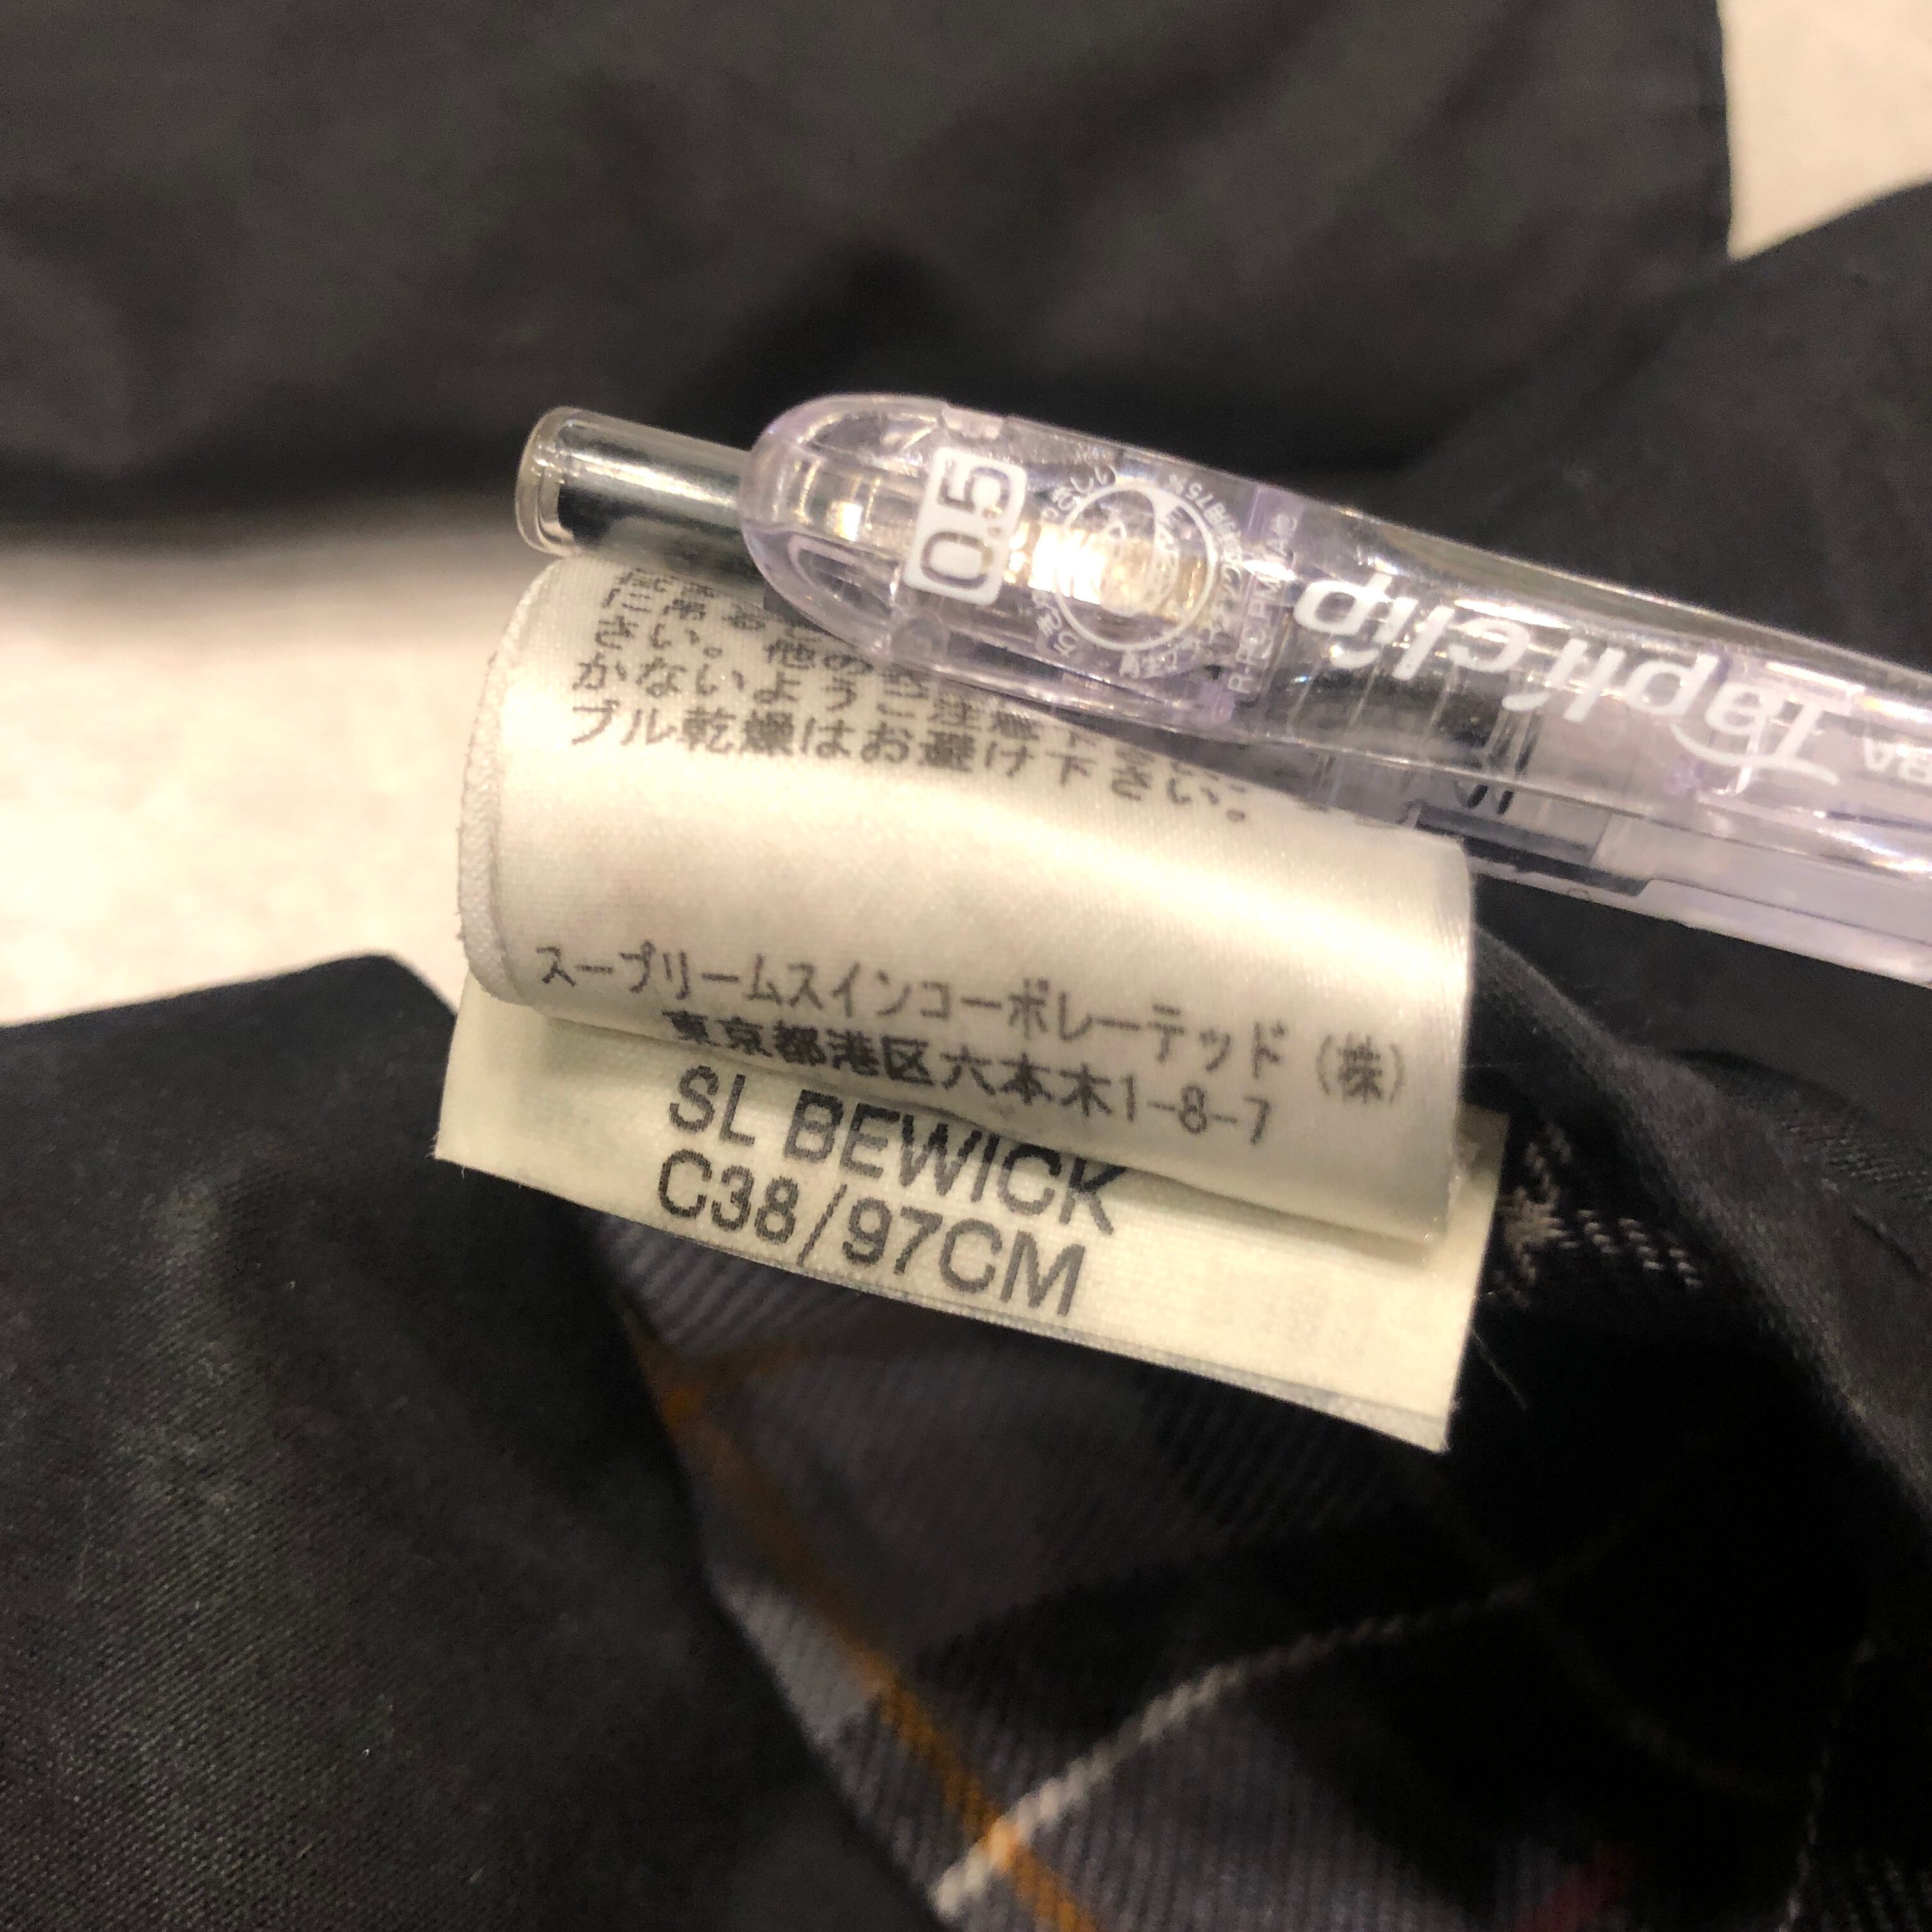 0.5
Tapli clip
さい。他の
かないようご注意下さい。
ブル乾燥はお避け下さい。
スープリームスインコーポレーテッド(株)
東京都港区六本木1-8-7
SL BEWICK
C38/97CM